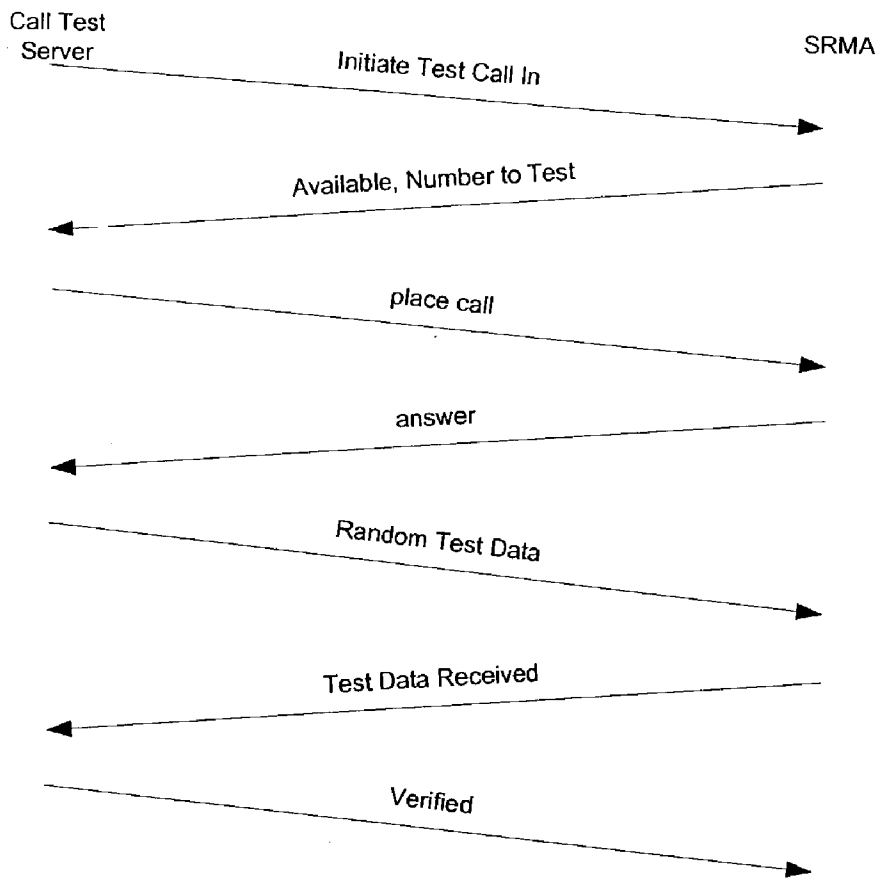 Call Test
Server
SRMA
Initiate Test Call In
Available, Number to Test
place call
answer
Random Test Data
Test Data Received
Verified